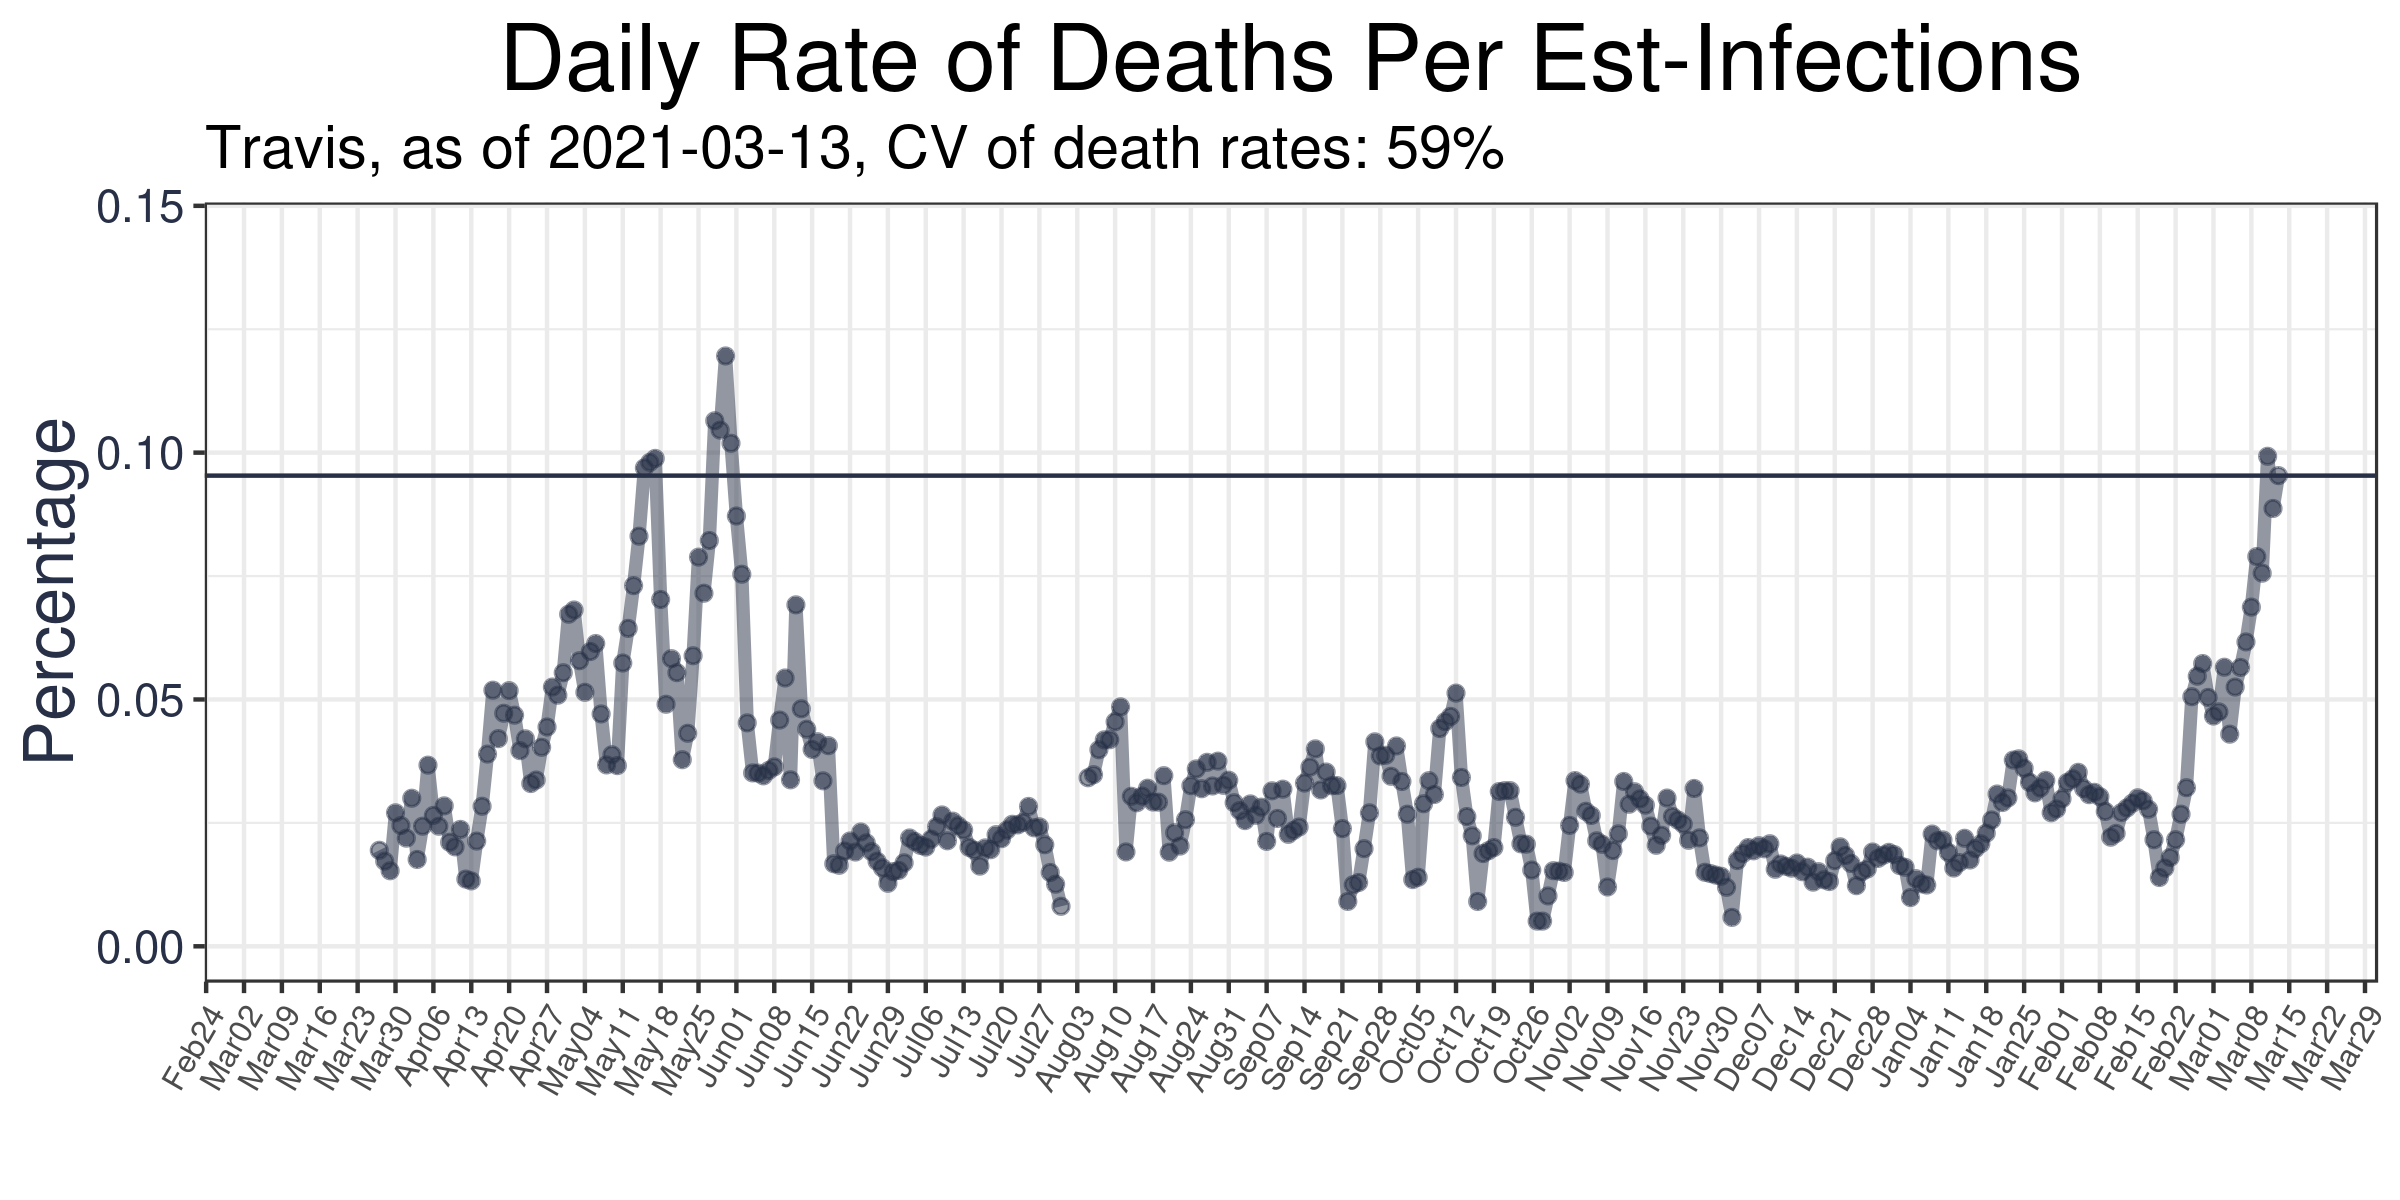 Daily Rate of Deaths Per Est-Infections
Travis, as of 2021-03-13, CV of death rates: 59%
Percentage
0.15
0.10
0.05
0.00
Feb24
Mar02
Mar09
Mar16
Mar23
Mar30
Apr06
Apr13
Apr20
Apr27
May04
May11
May18
May25
Jun01
Jun08
Jun15
Jun22
Jun29
Jul06
Jul13
Jul20
Jul27
Aug03
Aug10
Aug17
Aug24
Aug31
Sep07
Sep14
Sep21
Sep28
Oct05
Oct12
Oct19
Oct26
Nov02
Nov09
Nov16
Nov23
Nov30
Dec07
Dec14
Dec21
Dec28
Jan04
Jan11
Jan18
Jan25
Feb01
Feb08
Feb15
Feb22
Mar01
Mar08
Mar15
Mar22
Mar29